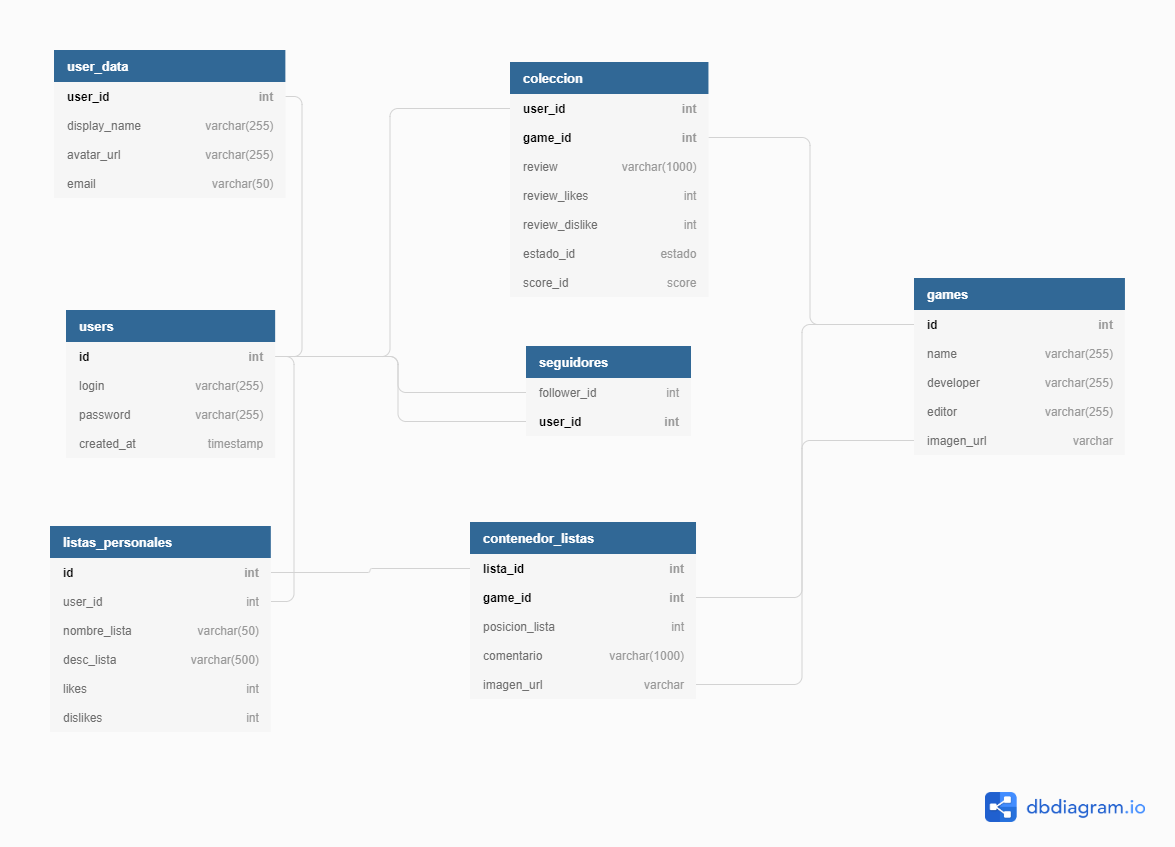 user_data
user_id int
display_name varchar(255)
avatar_url varchar(255)
email varchar(50)
users
id int
login varchar(255)
password varchar(255)
created_at timestamp
listas_personales
id int
user_id int
nombre_lista varchar(50)
desc_lista varchar(500)
likes int
dislikes int
coleccion
user_id int
game_id int
review varchar(1000)
review_likes int
review_dislike int
estado_id estado
score_id score
seguidores
follower_id int
user_id int
contenedor_listas
lista_id int
game_id int
posicion_lista int
comentario varchar(1000)
imagen_url varchar
games
id int
name varchar(255)
developer varchar(255)
editor varchar(255)
imagen_url varchar
dbdiagram.io